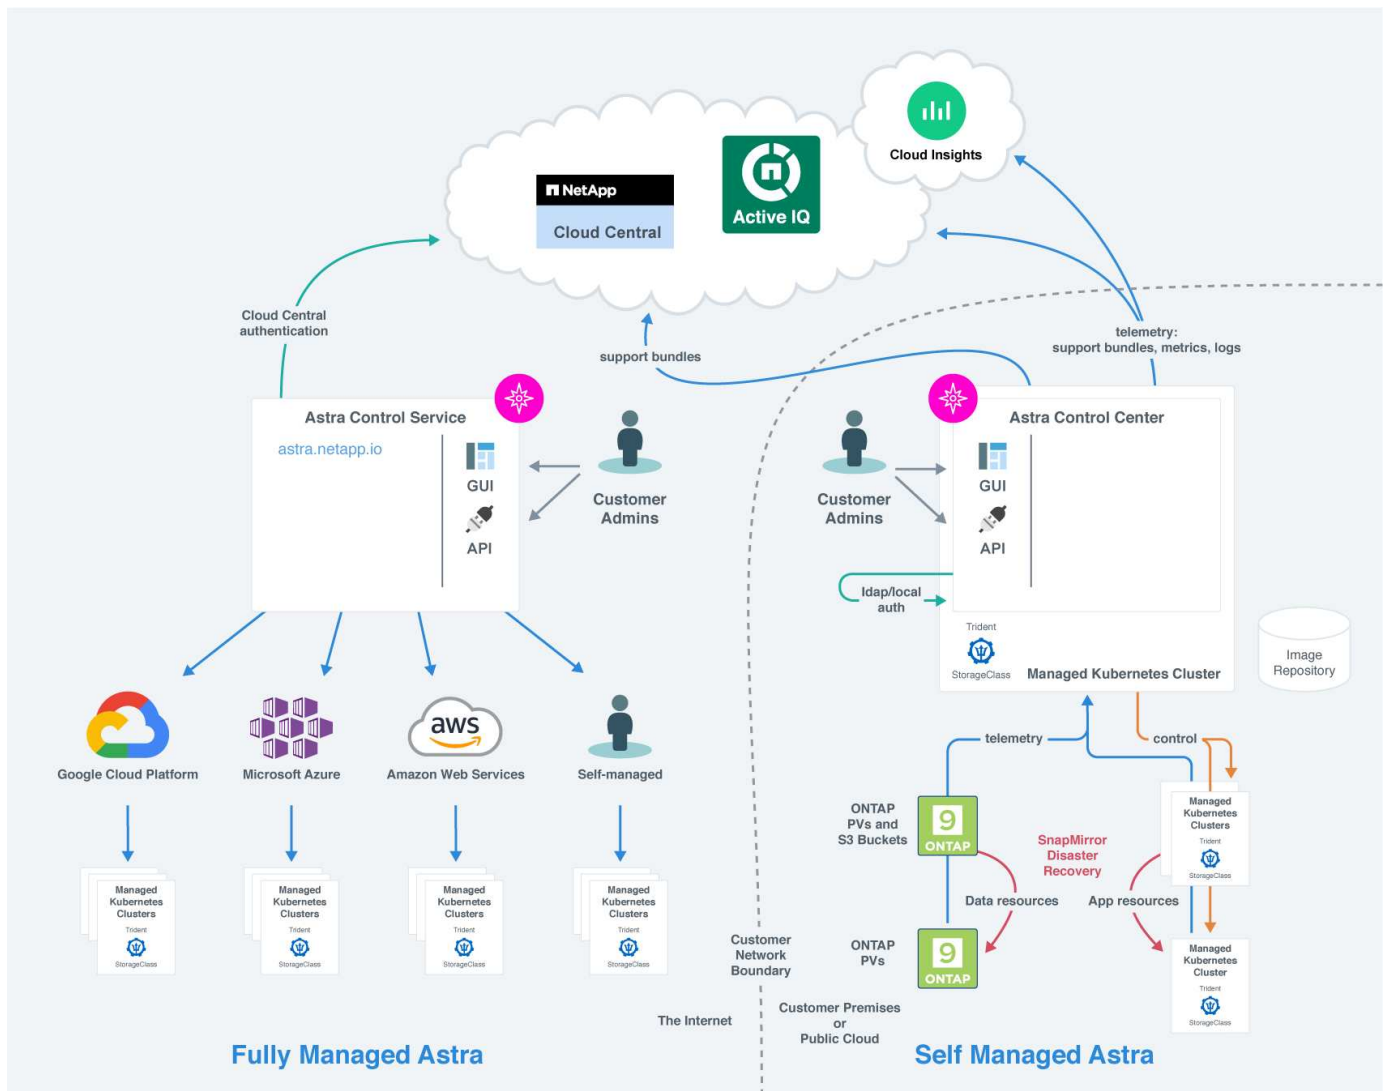 Cloud Insights
NetApp
Cloud Central
Active IQ
Cloud Central
authentication
support bundles
telemetry:
support bundles, metrics, logs
Astra Control Service
astra.netapp.io
GUI
API
Customer
Admins
Customer
Admins
Astra Control Center
GUI
API
ldap/local
auth
Trident
StorageClass
Managed Kubernetes Cluster
Image
Repository
Google Cloud Platform
Microsoft Azure
aws
Amazon Web Services
Self-managed
Managed
Kubernetes
Clusters
Trident
StorageClass
Managed
Kubernetes
Clusters
Trident
StorageClass
Managed
Kubernetes
Clusters
Trident
StorageClass
Managed
Kubernetes
Clusters
Trident
StorageClass
telemetry
control
ONTAP
PVs and
S3 Buckets
9
ONTAP
SnapMirror
Disaster
Recovery
Managed
Kubernetes
Clusters
Trident
StorageClass
Data resources
App resources
ONTAP
PVs
9
ONTAP
Managed
Kubernetes
Cluster
Trident
StorageClass
Customer
Network
Boundary
The Internet
Customer Premises
or
Public Cloud
Fully Managed Astra
Self Managed Astra